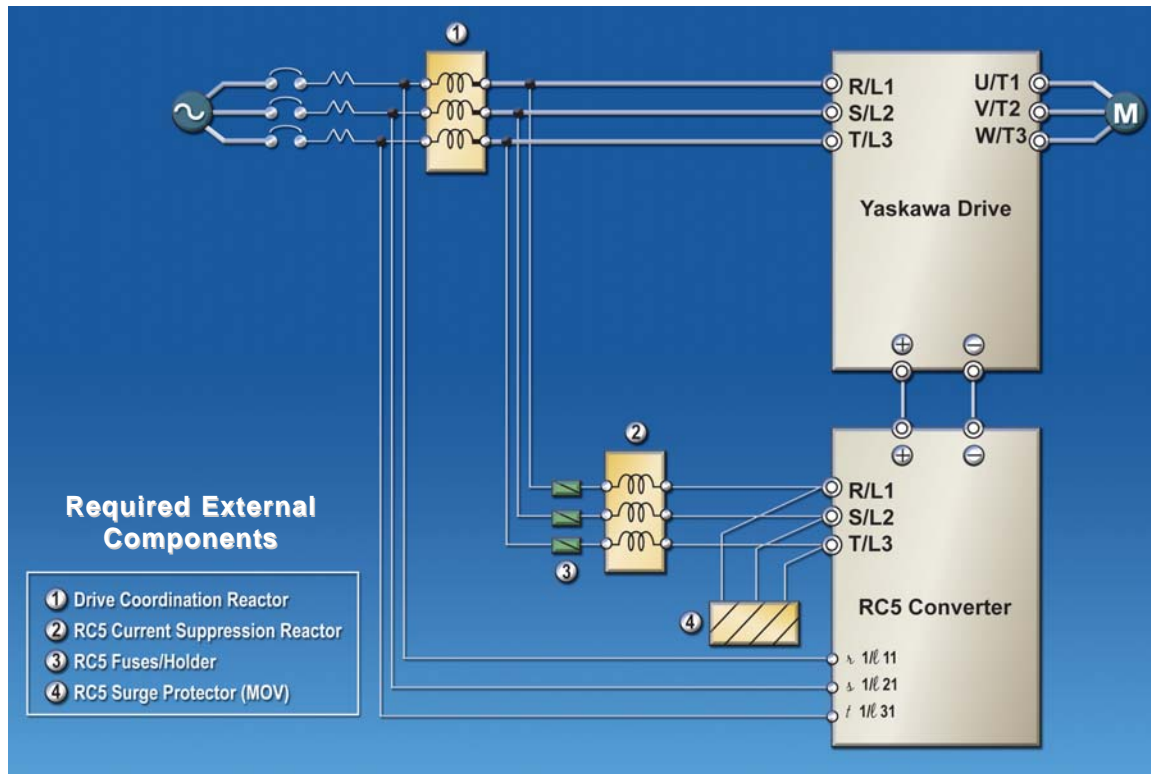 1
R/L1
U/T1
S/L2
V/T2
T/L3
W/T3
M
Yaskawa Drive
+ −
+ −
2
R/L1
S/L2
T/L3
3
4
RC5 Converter
r 1/ℓ 11
s 1/ℓ 21
t 1/ℓ 31
Required External
Components
1 Drive Coordination Reactor
2 RC5 Current Suppression Reactor
3 RC5 Fuses/Holder
4 RC5 Surge Protector (MOV)